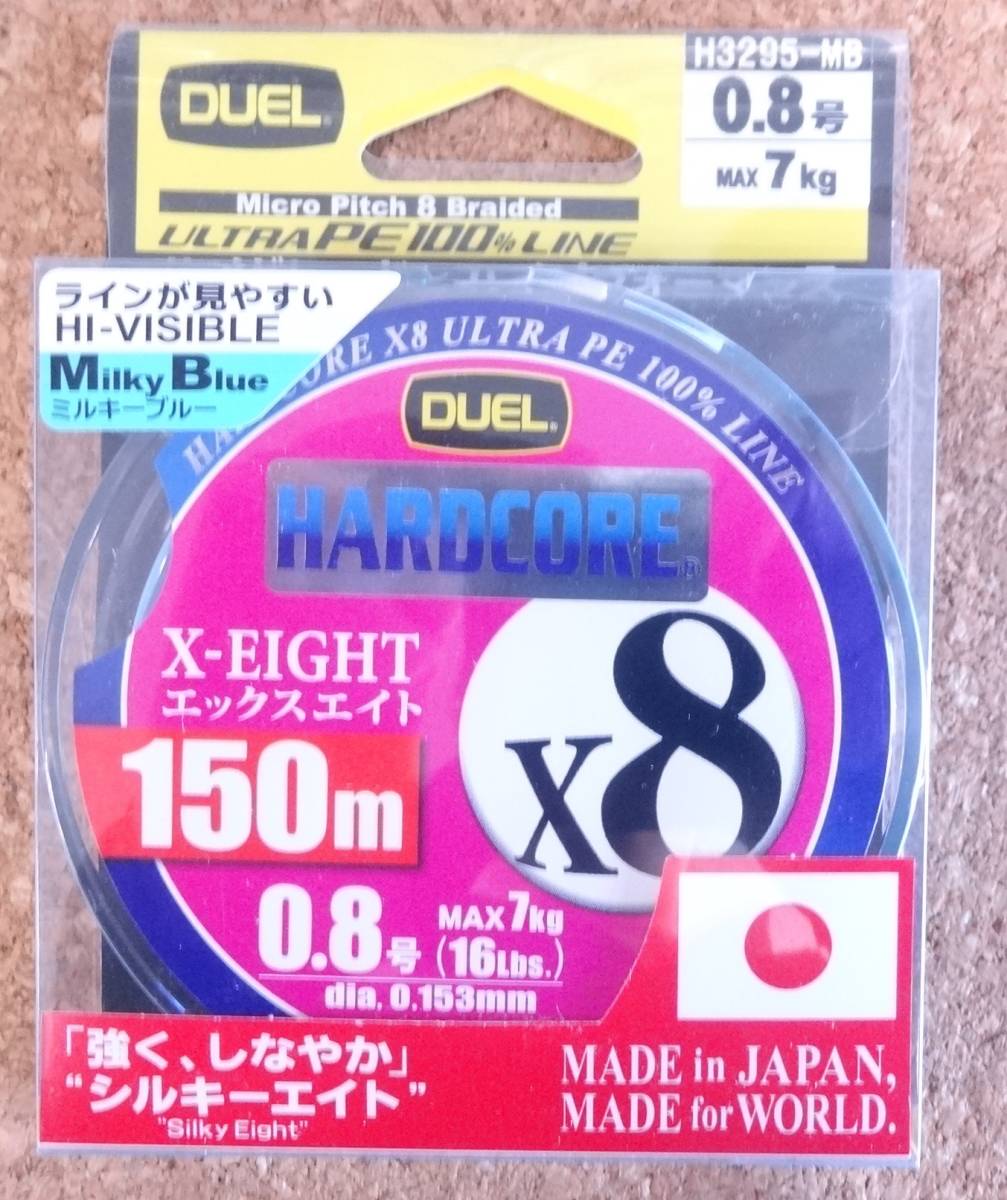 DUEL
H3295-MB
0.8号
MAX 7kg
Micro Pitch 8 Braided
ULTRA PE 100% LINE
ラインが見やすい
HI-VISIBLE
Milky Blue
ミルキーブルー
CORE X8 ULTRA PE 100% LINE
DUEL
HARDCORE
X-EIGHT
エックスエイト
x8
150m
0.8号
MAX 7kg
(16Lbs.)
dia. 0.153mm
「強く、しなやか」
“シルキーエイト”
"Silky Eight"
MADE in JAPAN,
MADE for WORLD.